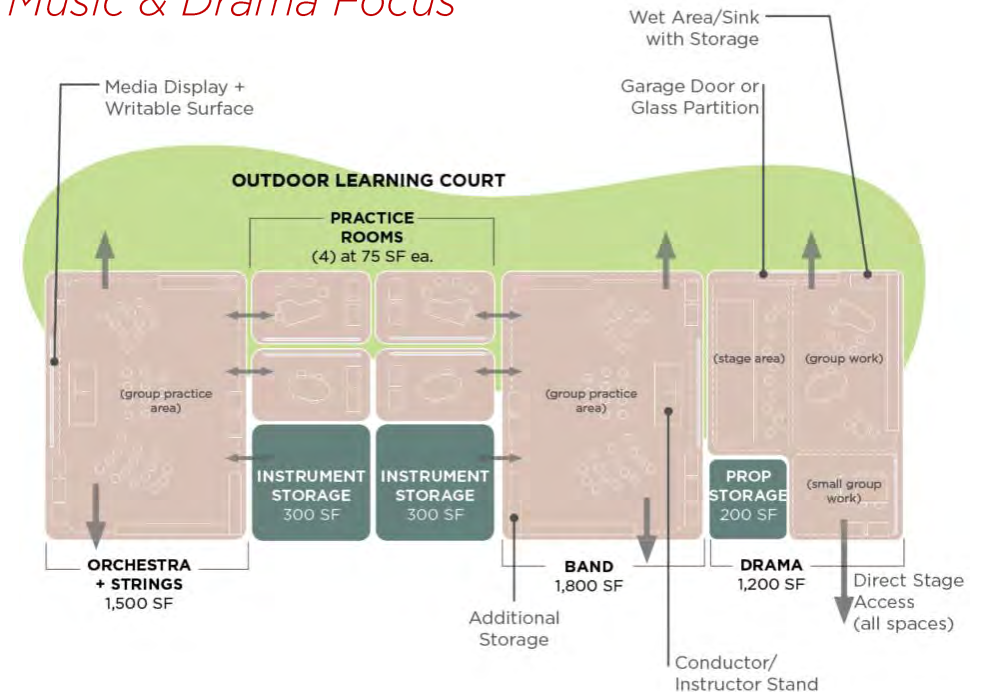 Music & Drama Focus
Wet Area/Sink
with Storage
Media Display +
Writable Surface
Garage Door or
Glass Partition
OUTDOOR LEARNING COURT
PRACTICE
ROOMS
(4) at 75 SF ea.
(stage area)
(group work)
(group practice
area)
(group practice
area)
INSTRUMENT
STORAGE
300 SF
INSTRUMENT
STORAGE
300 SF
PROP
STORAGE
200 SF
(small group
work)
ORCHESTRA
+ STRINGS
1,500 SF
BAND
1,800 SF
DRAMA
1,200 SF
Direct Stage
Access
(all spaces)
Additional
Storage
Conductor/
Instructor Stand